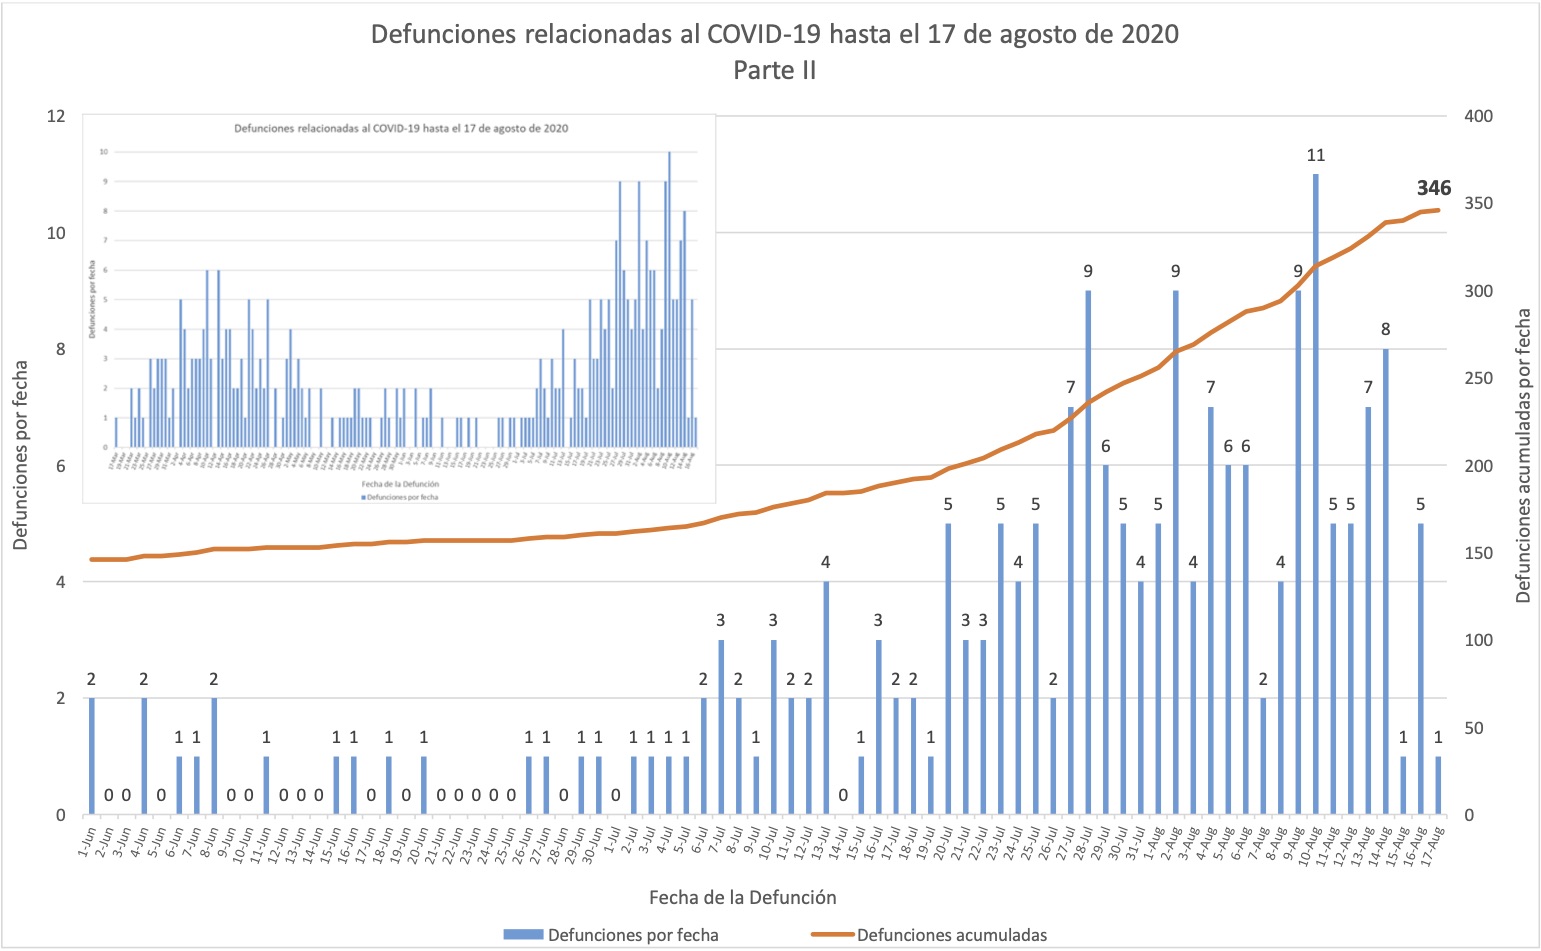 Defunciones relacionadas al COVID-19 hasta el 17 de agosto de 2020
Parte II
12
10
8
6
4
2
0
Defunciones por fecha
400
350
300
250
200
150
100
50
0
Defunciones acumuladas por fecha
Defunciones relacionadas al COVID-19 hasta el 17 de agosto de 2020
10
9
8
7
6
5
4
3
2
1
0
Defunciones por fecha
Fecha de la Defunción
Defunciones por fecha
346
2 0 0 2 0 1 1 2 0 0 1 0 0 0 1 1 0 1 0 1 0 0 0 0 0 1 1 0 1 1 0 1 1 1 1 2 3 2 1 3 2 2 4 0 1 3 2 2 1 5 3 3 5 4 5 2 7 9 6 5 4 5 9 4 7 6 6 2 4 9 11 5 5 7 8 1 5 1
1-Jun 2-Jun 3-Jun 4-Jun 5-Jun 6-Jun 7-Jun 8-Jun 9-Jun 10-Jun 11-Jun 12-Jun 13-Jun 14-Jun 15-Jun 16-Jun 17-Jun 18-Jun 19-Jun 20-Jun 21-Jun 22-Jun 23-Jun 24-Jun 25-Jun 26-Jun 27-Jun 28-Jun 29-Jun 30-Jun 1-Jul 2-Jul 3-Jul 4-Jul 5-Jul 6-Jul 7-Jul 8-Jul 9-Jul 10-Jul 11-Jul 12-Jul 13-Jul 14-Jul 15-Jul 16-Jul 17-Jul 18-Jul 19-Jul 20-Jul 21-Jul 22-Jul 23-Jul 24-Jul 25-Jul 26-Jul 27-Jul 28-Jul 29-Jul 30-Jul 31-Jul 1-Aug 2-Aug 3-Aug 4-Aug 5-Aug 6-Aug 7-Aug 8-Aug 9-Aug 10-Aug 11-Aug 12-Aug 13-Aug 14-Aug 15-Aug 16-Aug 17-Aug
Fecha de la Defunción
Defunciones por fecha
Defunciones acumuladas